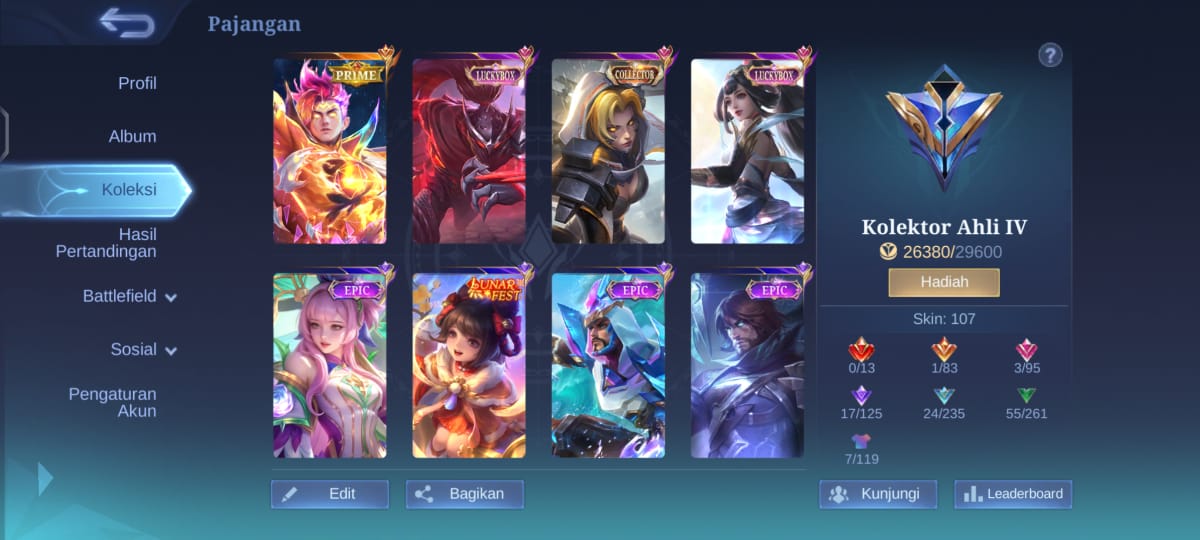 Pajangan
?
Profil
Album
Koleksi
Hasil
Pertandingan
Battlefield
Sosial
Pengaturan
Akun
PRIME
LUCKYBOX
COLLECTOR
LUCKYBOX
EPIC
LUNAR
FEST
EPIC
EPIC
Edit
Bagikan
Kolektor Ahli IV
26380/29600
Hadiah
Skin: 107
0/13
1/83
3/95
17/125
24/235
55/261
7/119
Kunjungi
Leaderboard